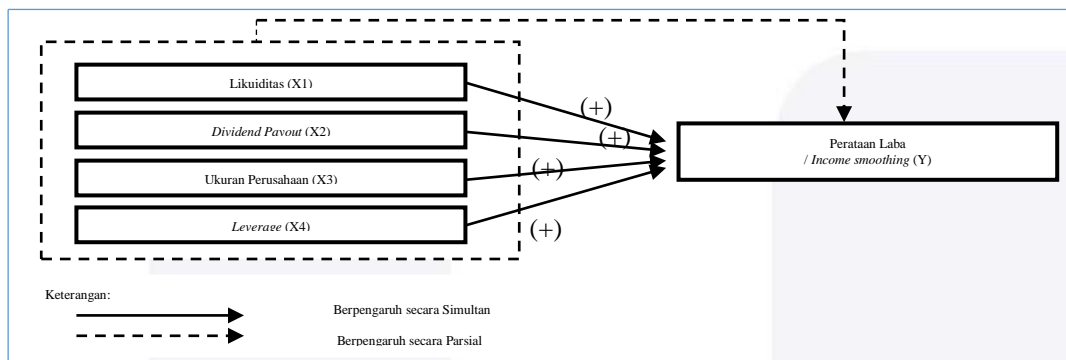 Likuiditas (X1)
(+)
Dividend Payout (X2)
(+)
Perataan Laba
/ Income smoothing (Y)
Ukuran Perusahaan (X3)
(+)
Leverage (X4)
(+)
Keterangan:
Berpengaruh secara Simultan
Berpengaruh secara Parsial